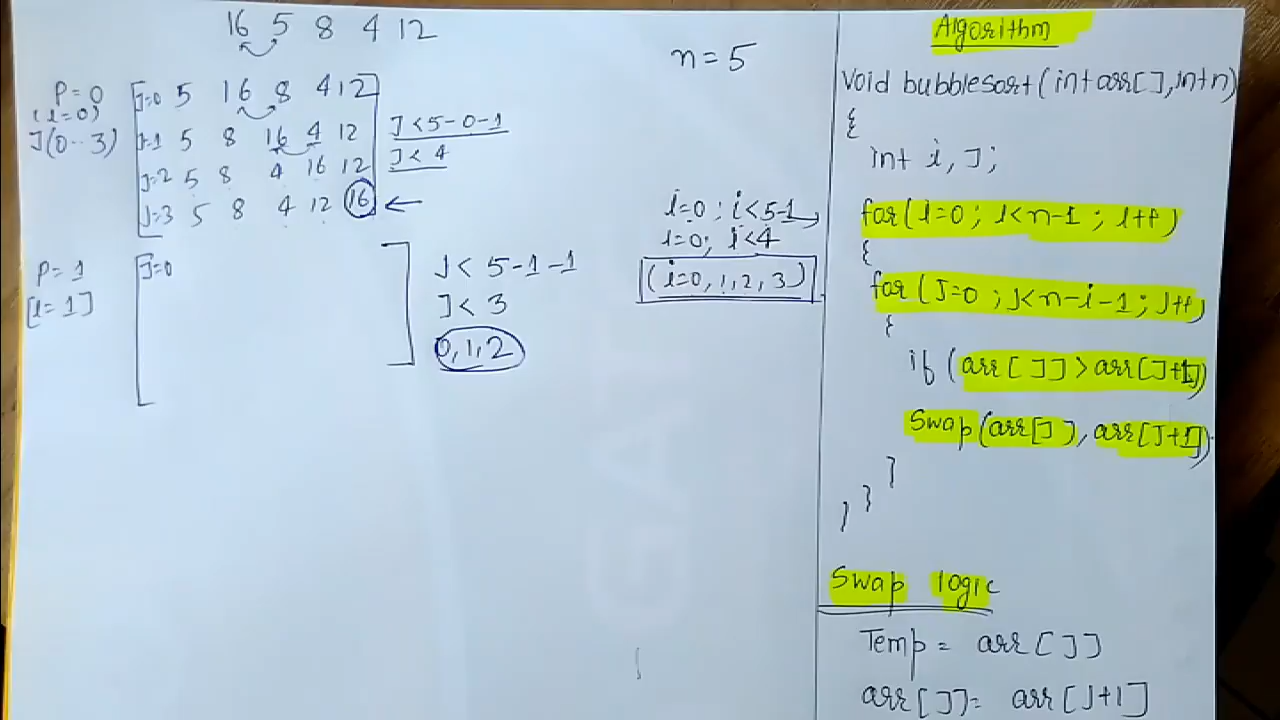 16 5 8 4 12
n=5
P=0
(i=0)
J(0--3)
J=0 5 16 8 4 12
J=1 5 8 16 4 12
J=2 5 8 4 16 12
J=3 5 8 4 12 16
J<5-0-1
J<4
i=0; i<5-1
i=0; i<4
(i=0,1,2,3)
P=1
[i=1]
J=0
J<5-1-1
J<3
0,1,2
Algorithm
Void bubblesort(int arr[],int n)
{
int i, J;
for(i=0; i<n-1; i++)
{
for(J=0; J<n-i-1; J++)
{
if (arr[J]>arr[J+1])
Swap(arr[J), arr[J+1])
}
}
}
Swap logic
Temp= arr[J]
arr[J]= arr[J+1]
GAT